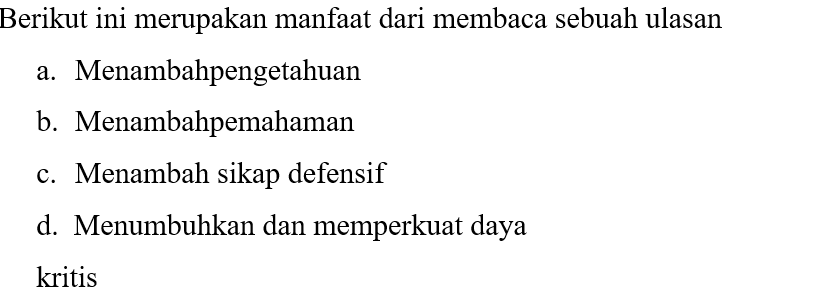 Berikut ini merupakan manfaat dari membaca sebuah ulasan
a. Menambahpengetahuan
b. Menambahpemahaman
c. Menambah sikap defensif
d. Menumbuhkan dan memperkuat daya
kritis